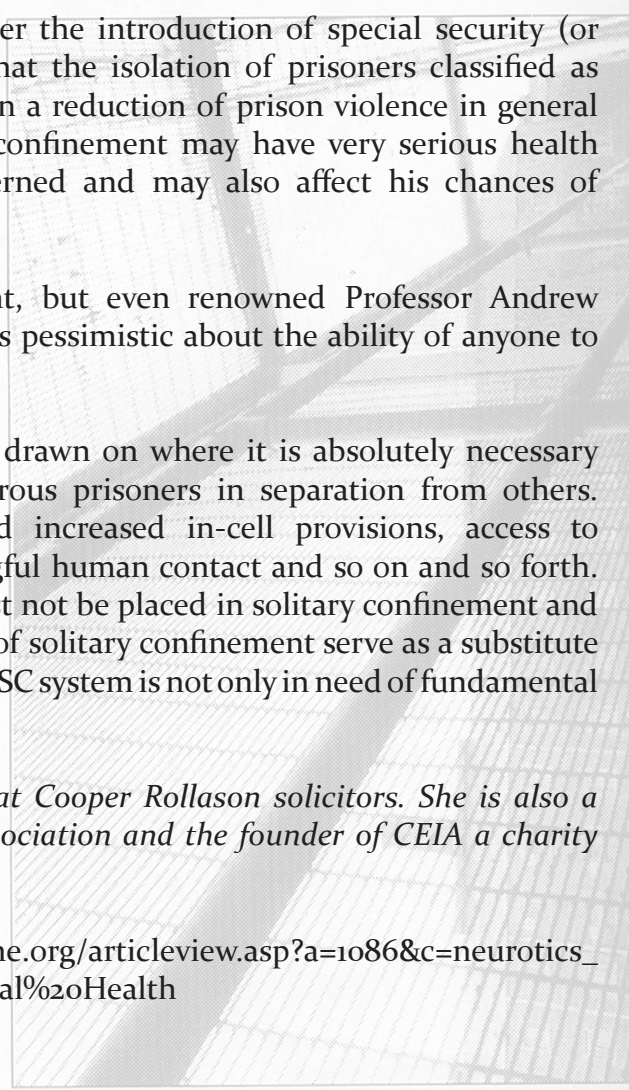 er the introduction of special security (or
hat the isolation of prisoners classified as
n a reduction of prison violence in general
confinement may have very serious health
erned and may also affect his chances of
nt, but even renowned Professor Andrew
s pessimistic about the ability of anyone to
drawn on where it is absolutely necessary
rous prisoners in separation from others.
d increased in-cell provisions, access to
gful human contact and so on and so forth.
st not be placed in solitary confinement and
of solitary confinement serve as a substitute
SC system is not only in need of fundamental
at Cooper Rollason solicitors. She is also a
sociation and the founder of CEIA a charity
ne.org/articleview.asp?a=1086&c=neurotics_
al%20Health